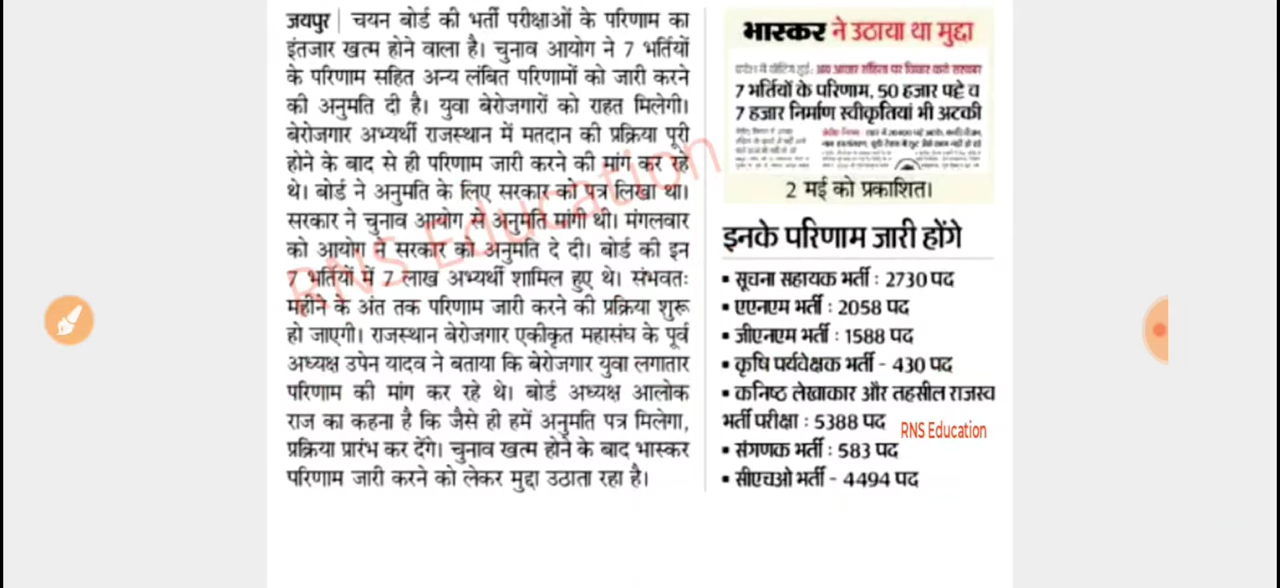 जयपुर | चयन बोर्ड की भर्ती परीक्षाओं के परिणाम का
इंतजार खत्म होने वाला है। चुनाव आयोग ने 7 भर्तियों
के परिणाम सहित अन्य लंबित परिणामों को जारी करने
की अनुमति दी है। युवा बेरोजगारों को राहत मिलेगी।
बेरोजगार अभ्यर्थी राजस्थान में मतदान की प्रक्रिया पूरी
होने के बाद से ही परिणाम जारी करने की मांग कर रहे
थे। बोर्ड ने अनुमति के लिए सरकार को पत्र लिखा था।
सरकार ने चुनाव आयोग से अनुमति मांगी थी। मंगलवार
को आयोग ने सरकार को अनुमति दे दी। बोर्ड की इन
7 भर्तियों में 7 लाख अभ्यर्थी शामिल हुए थे। संभवतः
महीने के अंत तक परिणाम जारी करने की प्रक्रिया शुरू
हो जाएगी। राजस्थान बेरोजगार एकीकृत महासंघ के पूर्व
अध्यक्ष उपेन यादव ने बताया कि बेरोजगार युवा लगातार
परिणाम की मांग कर रहे थे। बोर्ड अध्यक्ष आलोक
राज का कहना है कि जैसे ही हमें अनुमति पत्र मिलेगा,
प्रक्रिया प्रारंभ कर देंगे। चुनाव खत्म होने के बाद भास्कर
परिणाम जारी करने को लेकर मुद्दा उठाता रहा है।
RNS Education
भास्कर ने उठाया था मुद्दा
अब आचार संहिता पर विचार करे सरकार
7 भर्तियों के परिणाम, 50 हजार पट्टे व
7 हजार निर्माण स्वीकृतियां भी अटकी
2 मई को प्रकाशित।
इनके परिणाम जारी होंगे
▪ सूचना सहायक भर्ती : 2730 पद
▪ एएनएम भर्ती : 2058 पद
▪ जीएनएम भर्ती : 1588 पद
▪ कृषि पर्यवेक्षक भर्ती - 430 पद
▪ कनिष्ठ लेखाकार और तहसील राजस्व
भर्ती परीक्षा : 5388 पद
RNS Education
▪ संगणक भर्ती : 583 पद
▪ सीएचओ भर्ती - 4494 पद